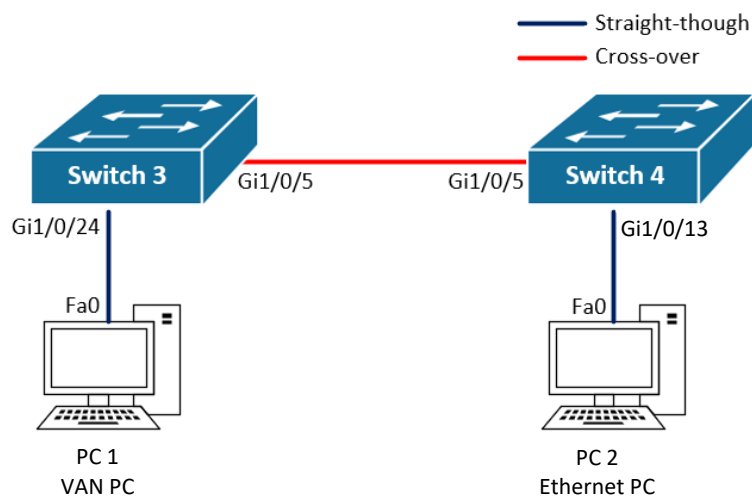 Straight-though
Cross-over
Switch 3
Switch 4
Gi1/0/5
Gi1/0/5
Gi1/0/24
Gi1/0/13
Fa0
Fa0
PC 1
VAN PC
PC 2
Ethernet PC